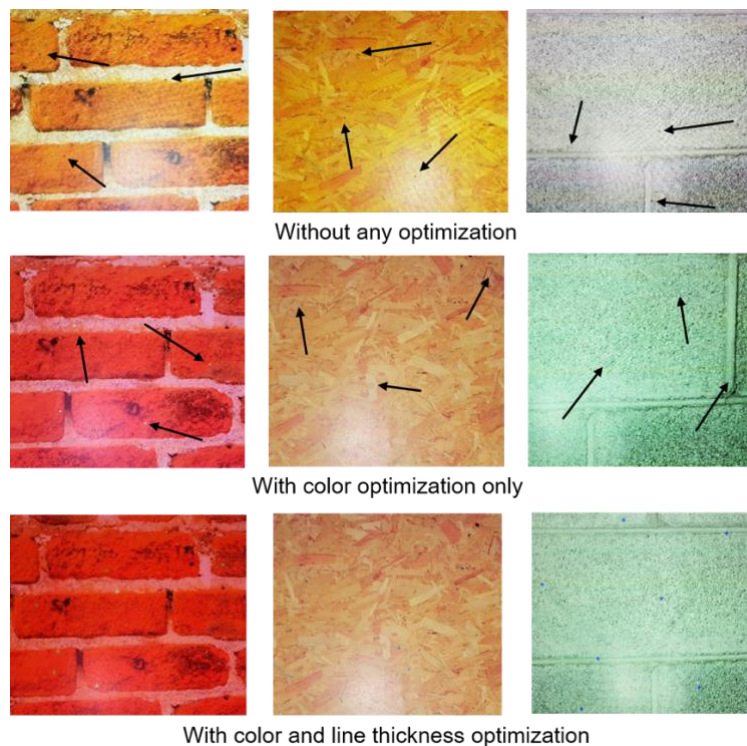 Without any optimization
With color optimization only
With color and line thickness optimization